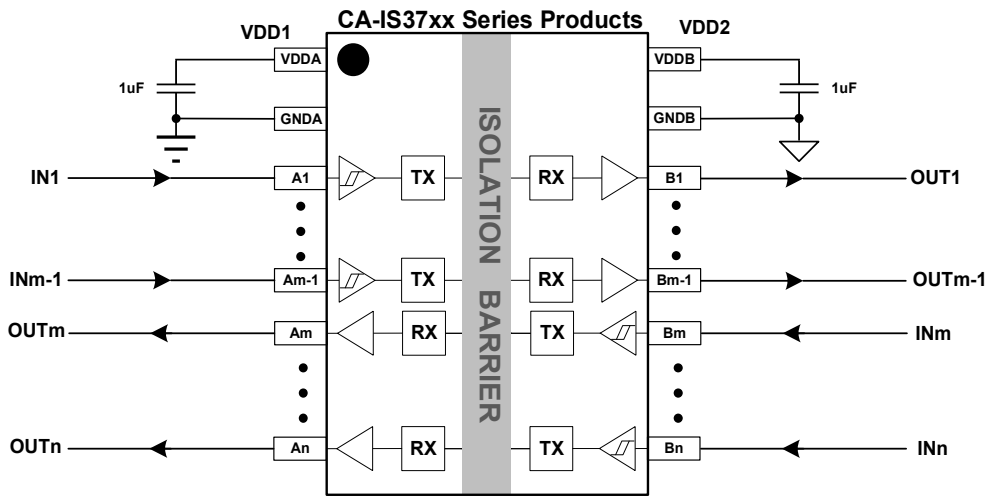 CA-IS37xx Series Products
VDD1 VDD2
VDDA VDDB
1uF 1uF
GNDA GNDB
IN1 A1 TX RX B1 OUT1
ISOLATION BARRIER
INm-1 Am-1 TX RX Bm-1 OUTm-1
OUTm Am RX TX Bm INm
OUTn An RX TX Bn INn